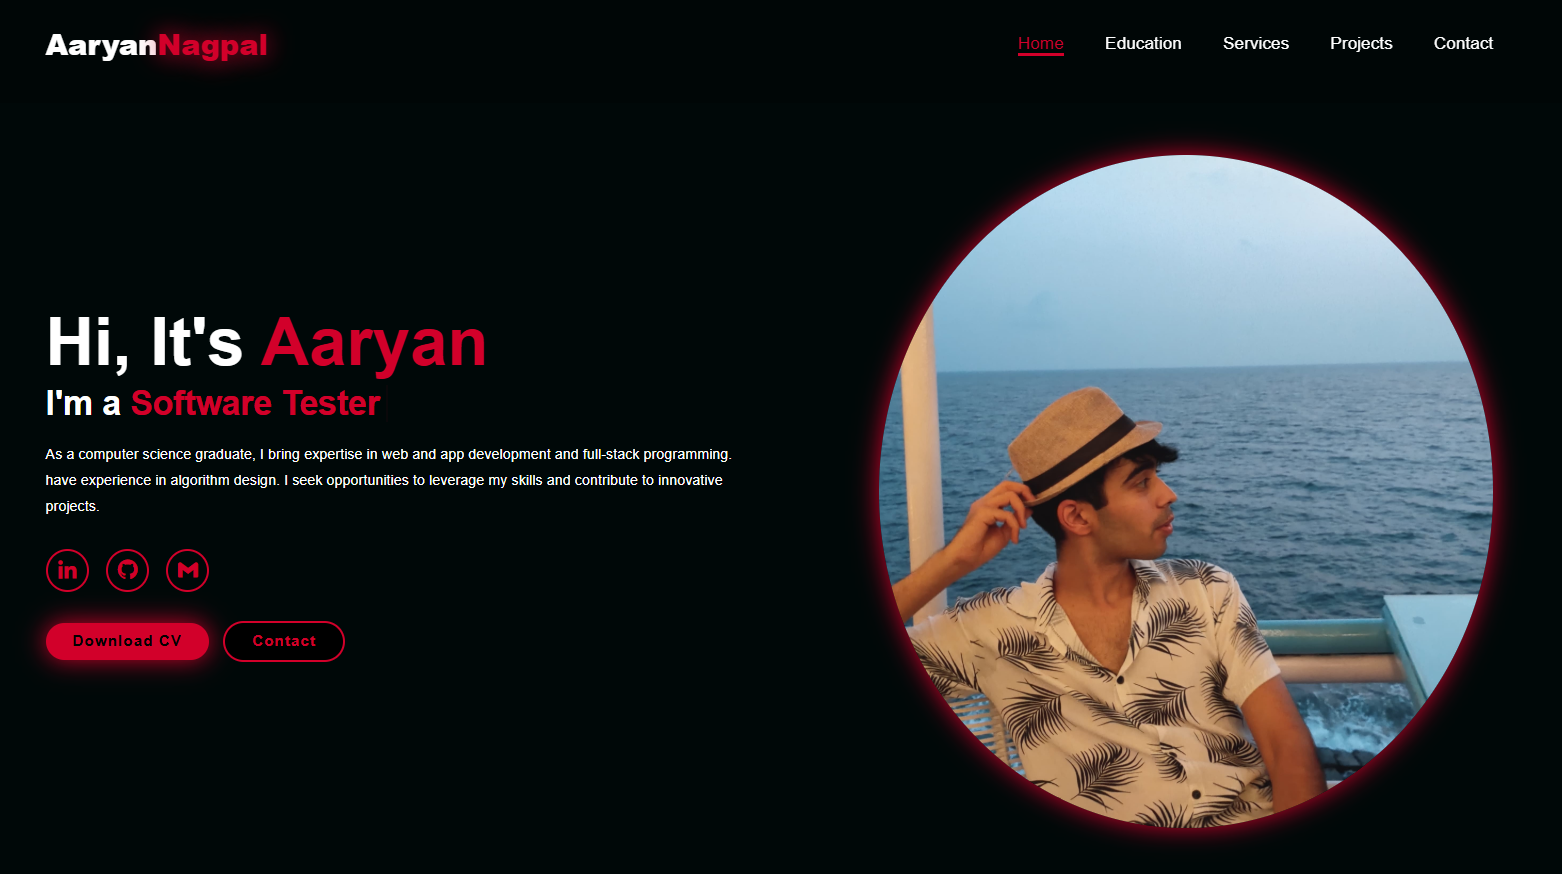 AaryanNagpal
Home Education Services Projects Contact
Hi, It's Aaryan
I'm a Software Tester
As a computer science graduate, I bring expertise in web and app development and full-stack programming.
have experience in algorithm design. I seek opportunities to leverage my skills and contribute to innovative
projects.
Download CV Contact